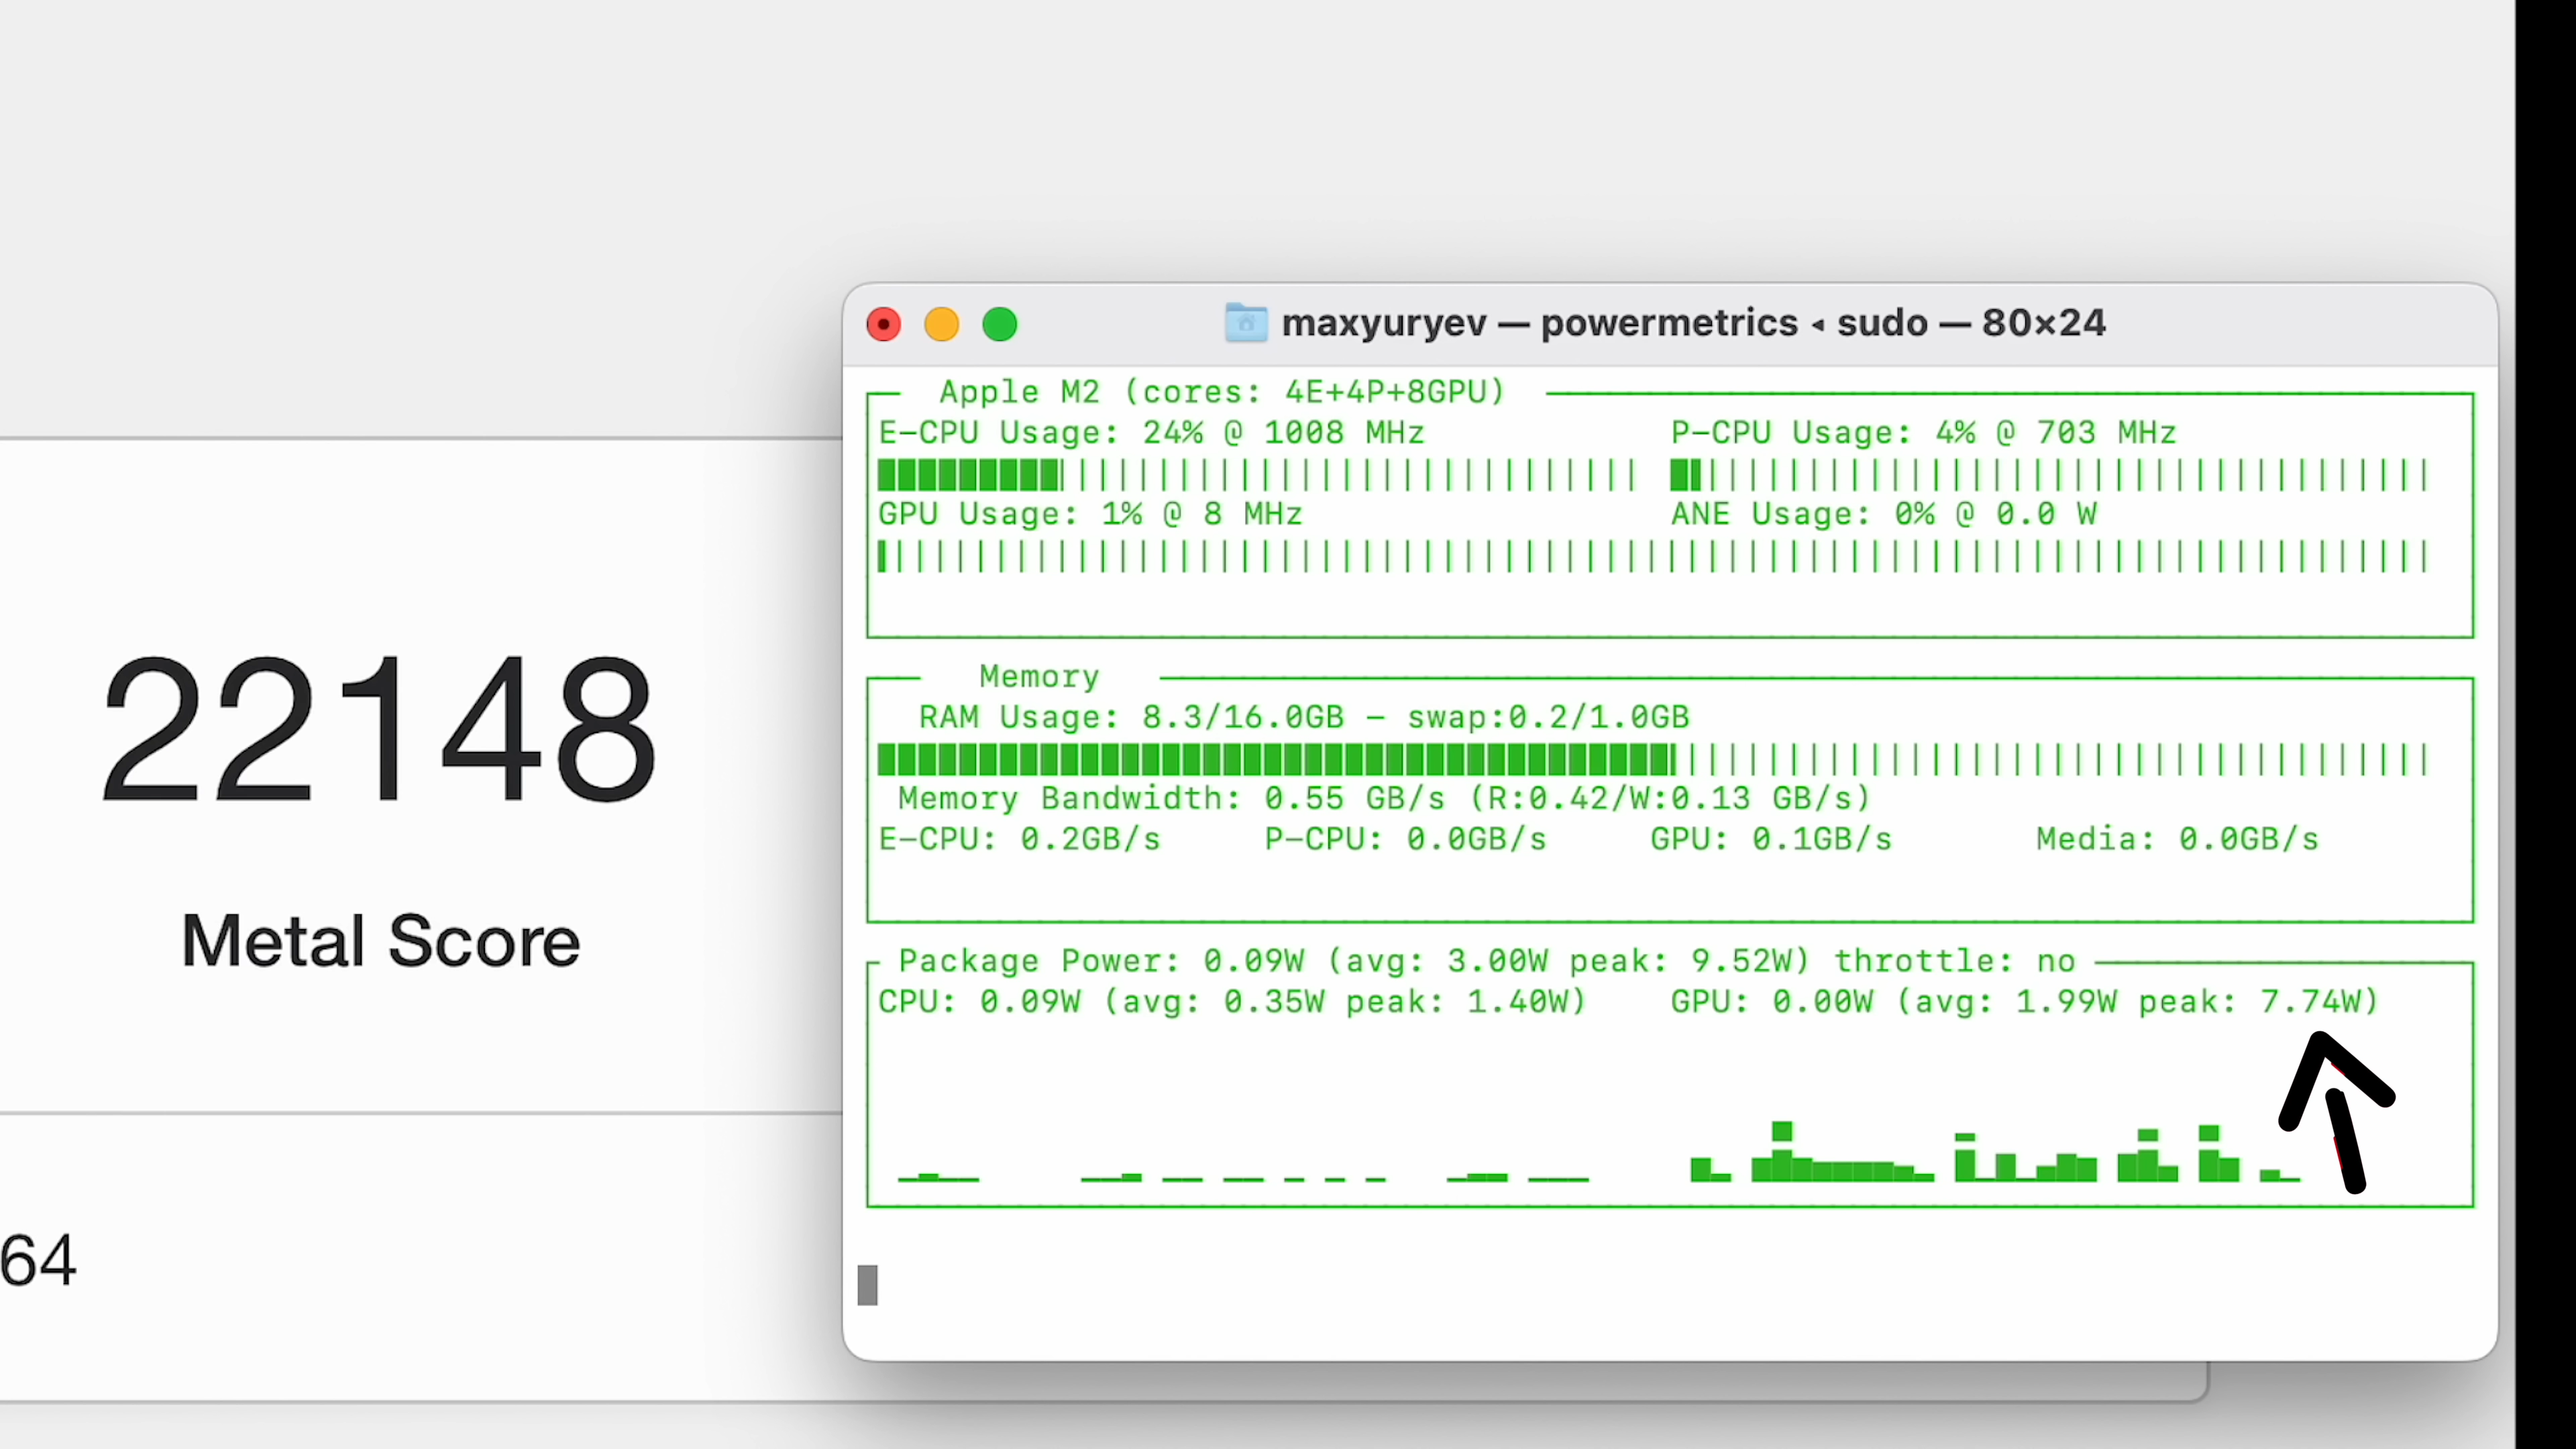 22148
Metal Score
64
maxyuryev — powermetrics ◂ sudo — 80×24
Apple M2 (cores: 4E+4P+8GPU)
E-CPU Usage: 24% @ 1008 MHz
P-CPU Usage: 4% @ 703 MHz
GPU Usage: 1% @ 8 MHz
ANE Usage: 0% @ 0.0 W
Memory
RAM Usage: 8.3/16.0GB - swap:0.2/1.0GB
Memory Bandwidth: 0.55 GB/s (R:0.42/W:0.13 GB/s)
E-CPU: 0.2GB/s P-CPU: 0.0GB/s GPU: 0.1GB/s Media: 0.0GB/s
Package Power: 0.09W (avg: 3.00W peak: 9.52W) throttle: no
CPU: 0.09W (avg: 0.35W peak: 1.40W)
GPU: 0.00W (avg: 1.99W peak: 7.74W)